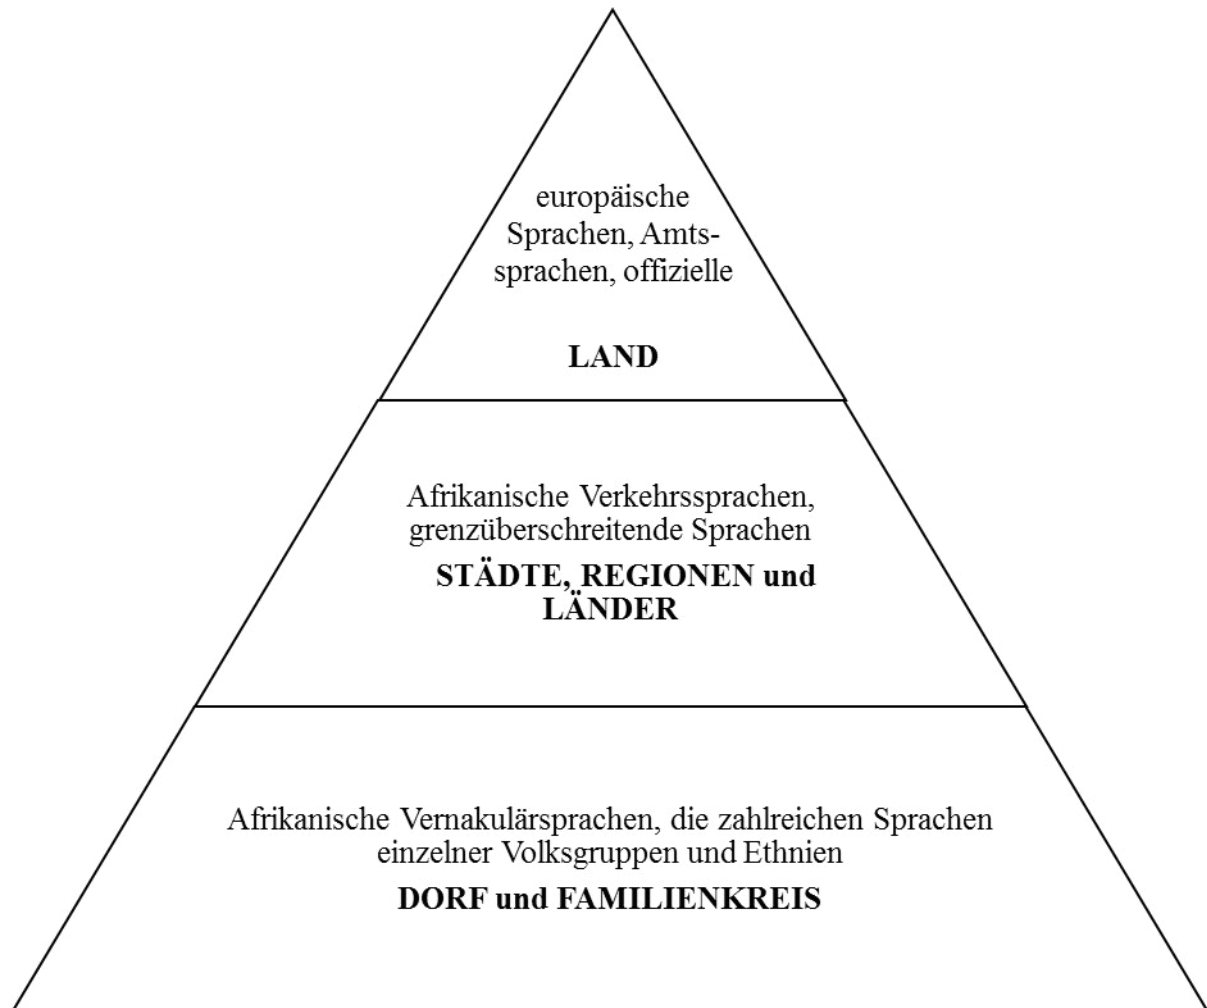 europäische
Sprachen, Amts-
sprachen, offizielle
LAND
Afrikanische Verkehrssprachen,
grenzüberschreitende Sprachen
STÄDTE, REGIONEN und
LÄNDER
Afrikanische Vernakulärsprachen, die zahlreichen Sprachen
einzelner Volksgruppen und Ethnien
DORF und FAMILIENKREIS